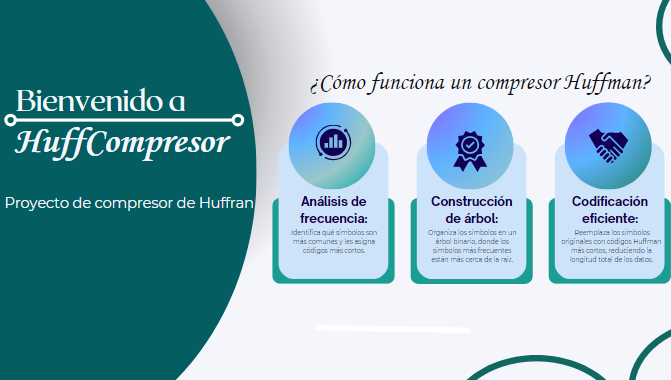 Bienvenido a
HuffCompresor
Proyecto de compresor de Huffran
¿Cómo funciona un compresor Huffman?
Análisis de
frecuencia:
Identifica qué símbolos son
más comunes y les asigna
códigos más cortos.
Construcción
de árbol:
Organiza los símbolos en un
árbol binario, donde los
símbolos más frecuentes
están más cerca de la raíz.
Codificación
eficiente:
Reemplaza los símbolos
originales con códigos Huffman
más cortos, reduciendo la
longitud total de los datos.